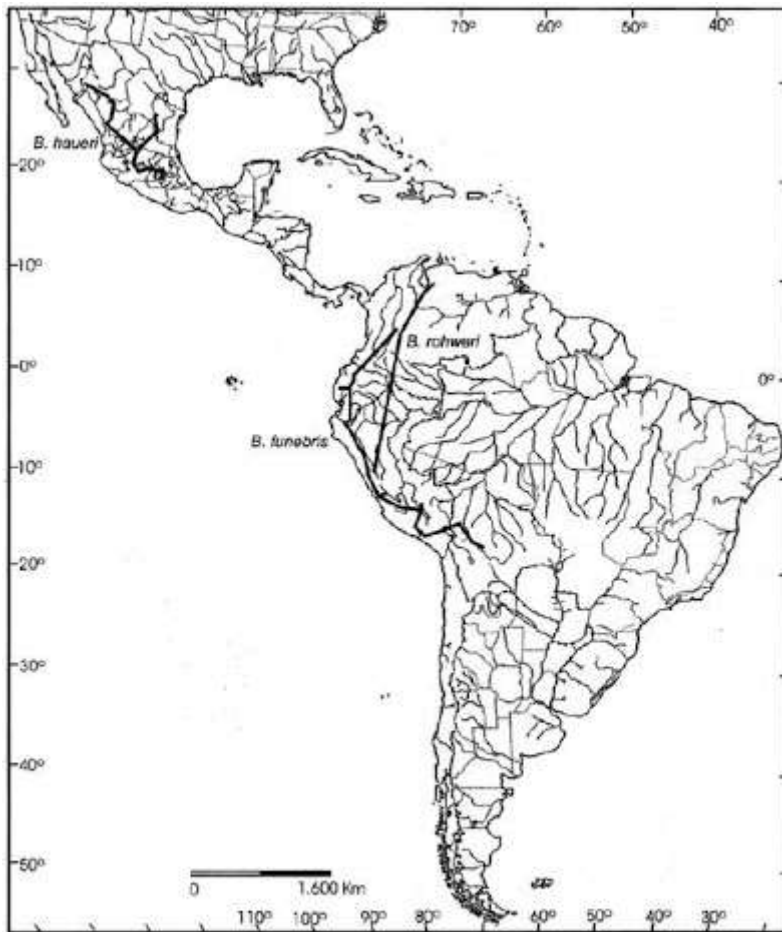 70º 60º 50º 40º
B. haueri
20º
10º
B. rohweri
0º
0º
B. funebris
10º
20º
30º
40º
50º
0 1.600 Km
110º 100º 90º 80º 60º 50º 40º 30º